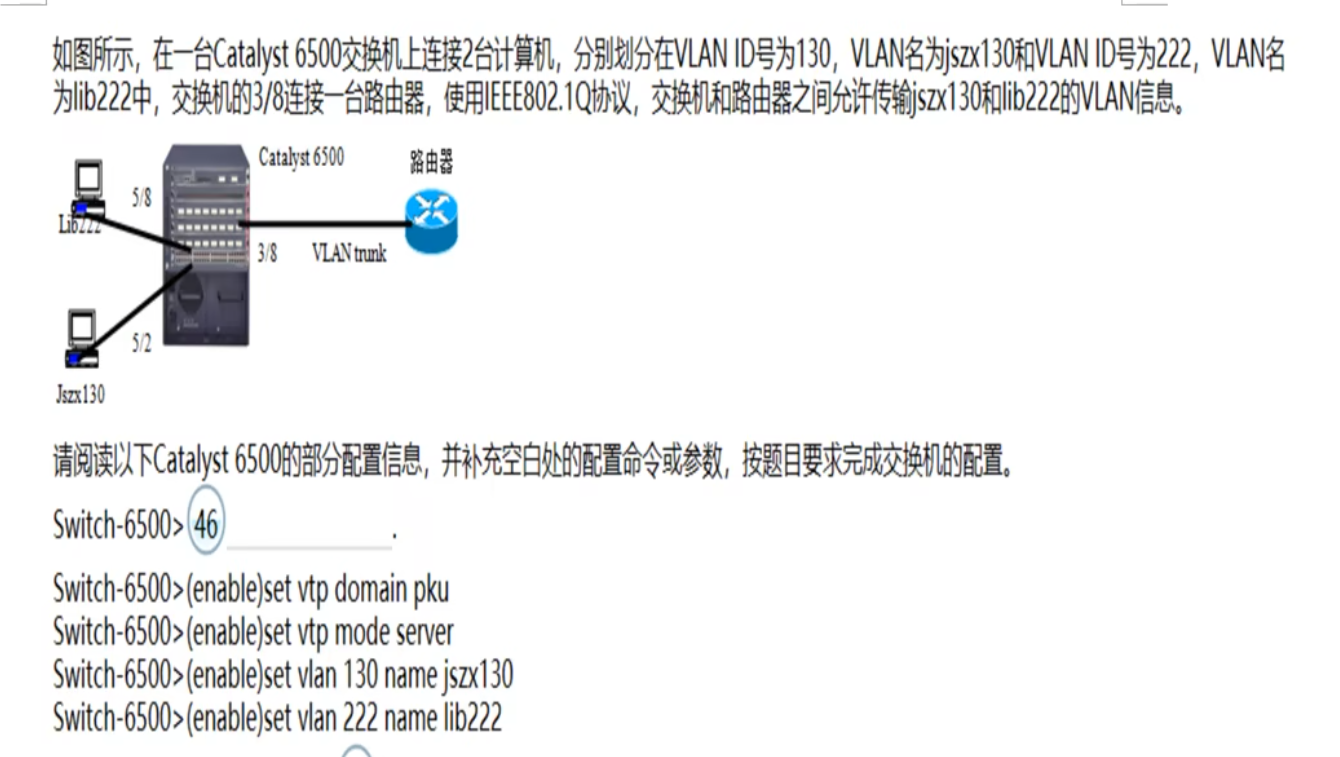 如图所示，在一台Catalyst 6500交换机上连接2台计算机，分别划分在VLAN ID号为130，VLAN名为jszx130和VLAN ID号为222，VLAN名
为lib222中，交换机的3/8连接一台路由器，使用IEEE802.1Q协议，交换机和路由器之间允许传输jszx130和lib222的VLAN信息。
Catalyst 6500
路由器
5/8
Lib222
3/8
VLAN trunk
5/2
Jszx130
请阅读以下Catalyst 6500的部分配置信息，并补充空白处的配置命令或参数，按题目要求完成交换机的配置。
Switch-6500> 46 ________.
Switch-6500>(enable)set vtp domain pku
Switch-6500>(enable)set vtp mode server
Switch-6500>(enable)set vlan 130 name jszx130
Switch-6500>(enable)set vlan 222 name lib222